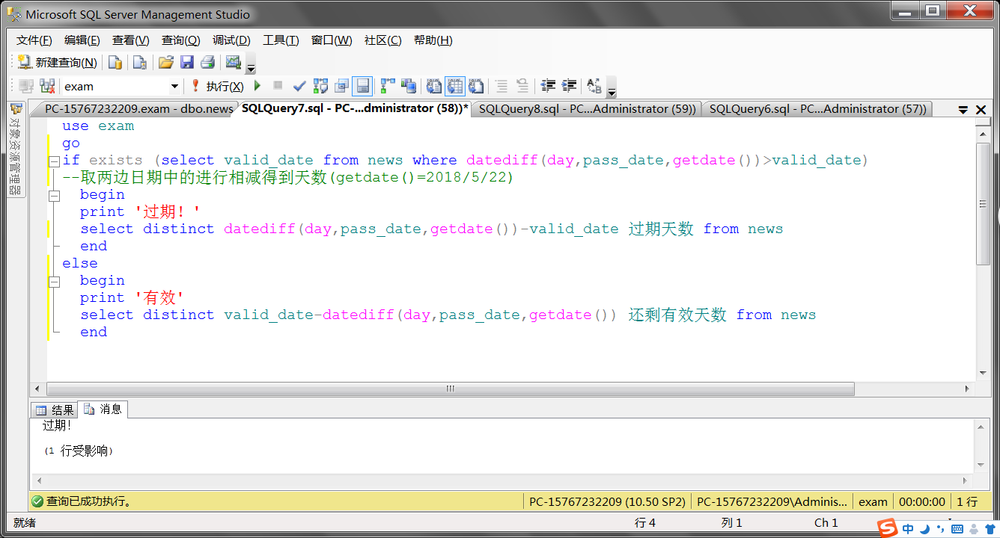 Microsoft SQL Server Management Studio
文件(F) 编辑(E) 查看(V) 查询(Q) 调试(D) 工具(T) 窗口(W) 社区(C) 帮助(H)
新建查询(N)
exam 执行(X)
PC-15767232209.exam - dbo.news SQLQuery7.sql - PC-...dministrator (58))* SQLQuery8.sql - PC...Administrator (59)) SQLQuery6.sql - PC...Administrator (57))
对象资源管理器
use exam
go
if exists (select valid_date from news where datediff(day,pass_date,getdate())>valid_date)
--取两边日期中的进行相减得到天数(getdate()=2018/5/22)
begin
print '过期！'
select distinct datediff(day,pass_date,getdate())-valid_date 过期天数 from news
end
else
begin
print '有效'
select distinct valid_date-datediff(day,pass_date,getdate()) 还剩有效天数 from news
end
结果 消息
过期！
(1 行受影响)
查询已成功执行。 PC-15767232209 (10.50 SP2) PC-15767232209\Adminis... exam 00:00:00 1 行
就绪 行 4 列 1 Ch 1
S 中